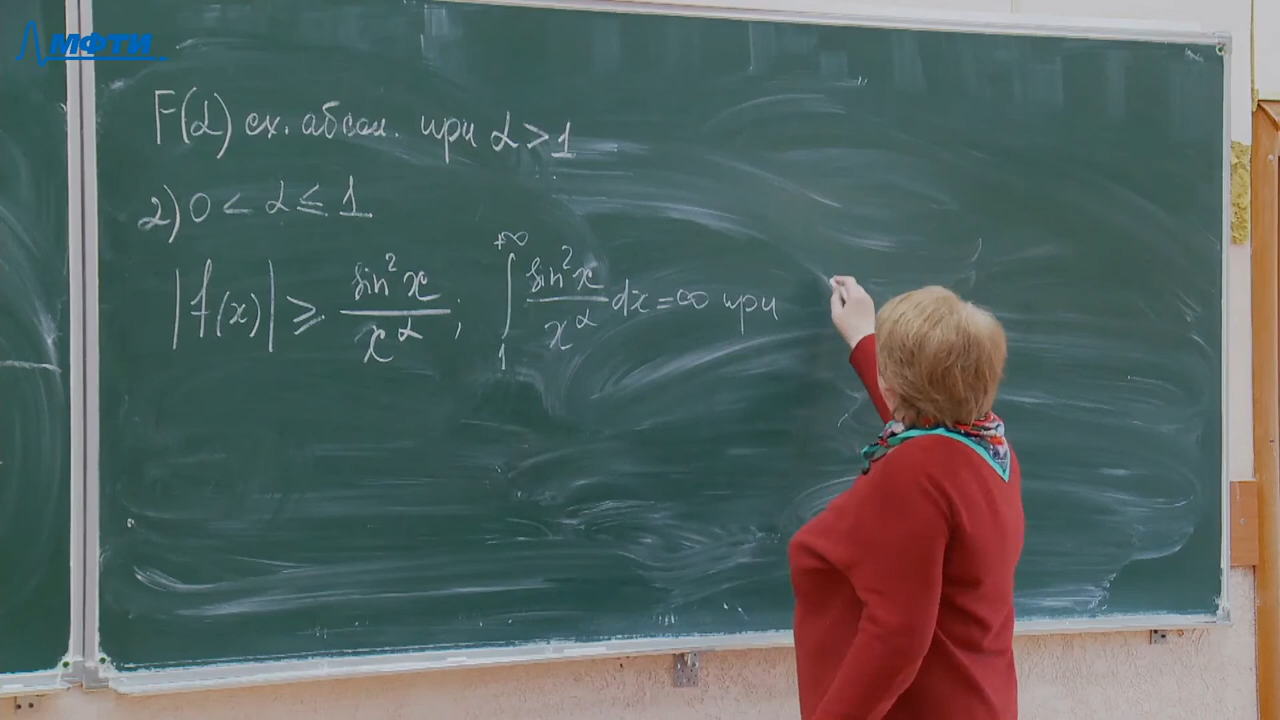 МФТИ
F(α) сх. абсол. при α > 1
2) 0 < α ≤ 1
|f(x)| ≥ sin²x / x^α ; ∫₁^{+∞} sin²x / x^α dx = ∞ при